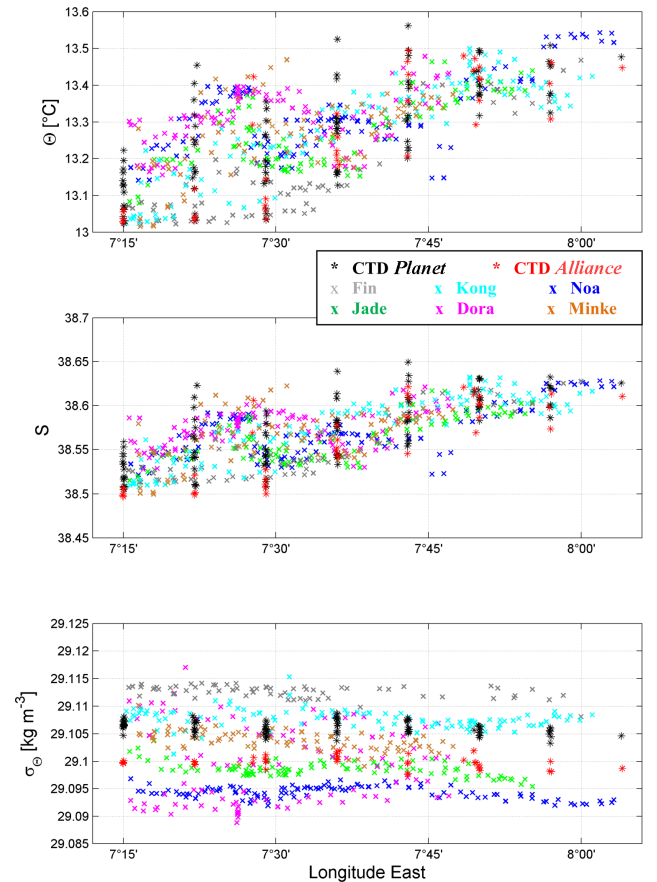 13.6
13.5
13.4
13.3
13.2
13.1
13
Θ [°C]
7°15' 7°30' 7°45' 8°00'
* CTD Planet * CTD Alliance
x Fin x Kong x Noa
x Jade x Dora x Minke
38.7
38.65
38.6
38.55
38.5
38.45
S
7°15' 7°30' 7°45' 8°00'
29.125
29.12
29.115
29.11
29.105
29.1
29.095
29.09
29.085
σΘ [kg m-3]
7°15' 7°30' 7°45' 8°00'
Longitude East